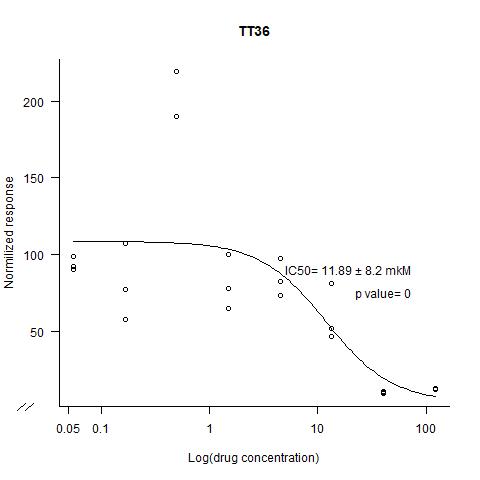 TT36
200
150
100
50
Normilized response
IC50= 11.89 ± 8.2 mkM
p value= 0
0.05 0.1 1 10 100
Log(drug concentration)